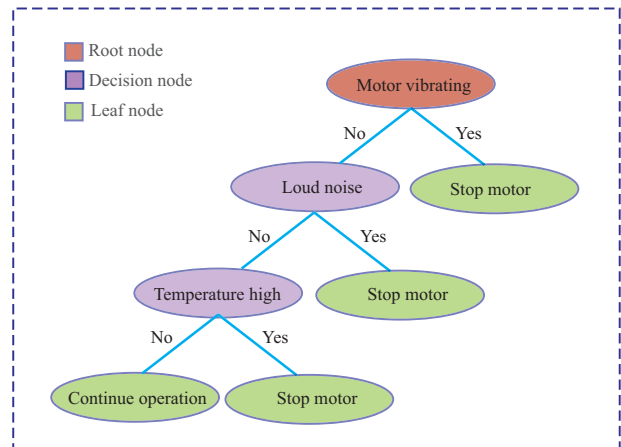 Root node
Decision node
Leaf node
Motor vibrating
No
Yes
Loud noise
Stop motor
No
Yes
Temperature high
Stop motor
No
Yes
Continue operation
Stop motor